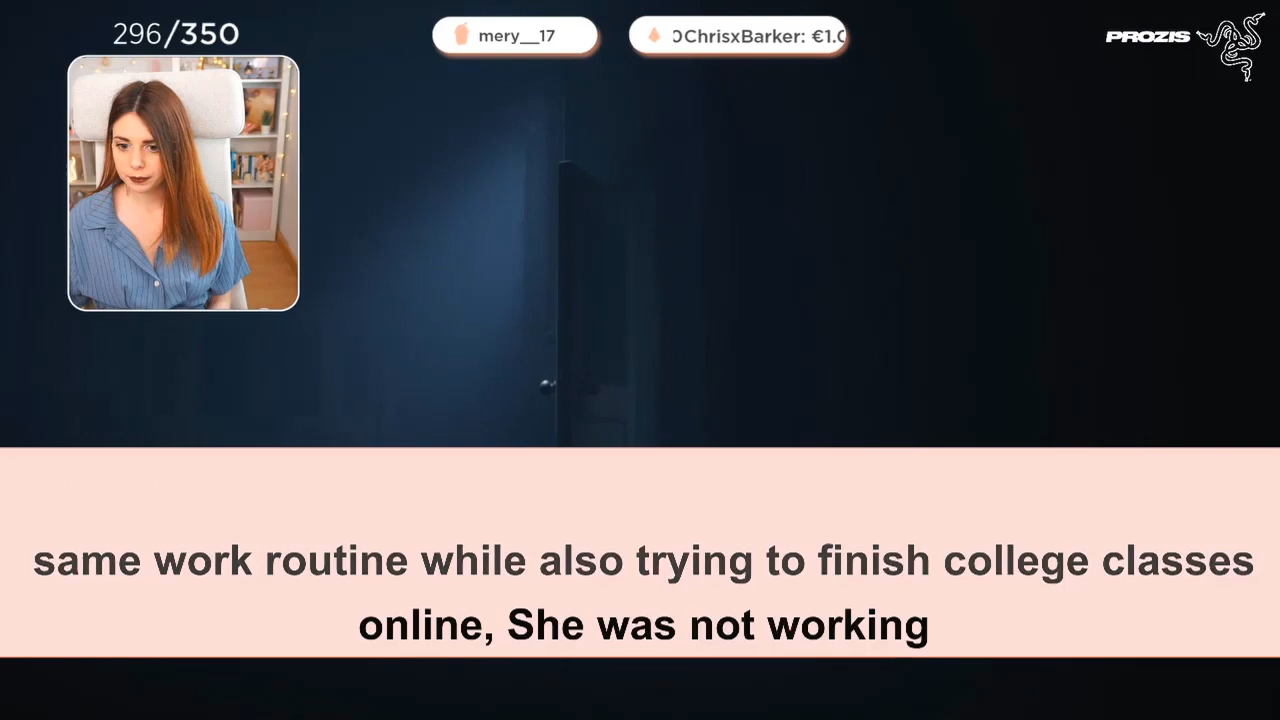 296/350
mery__17
ChrisxBarker: €1.0
PROZIS
same work routine while also trying to finish college classes
online, She was not working